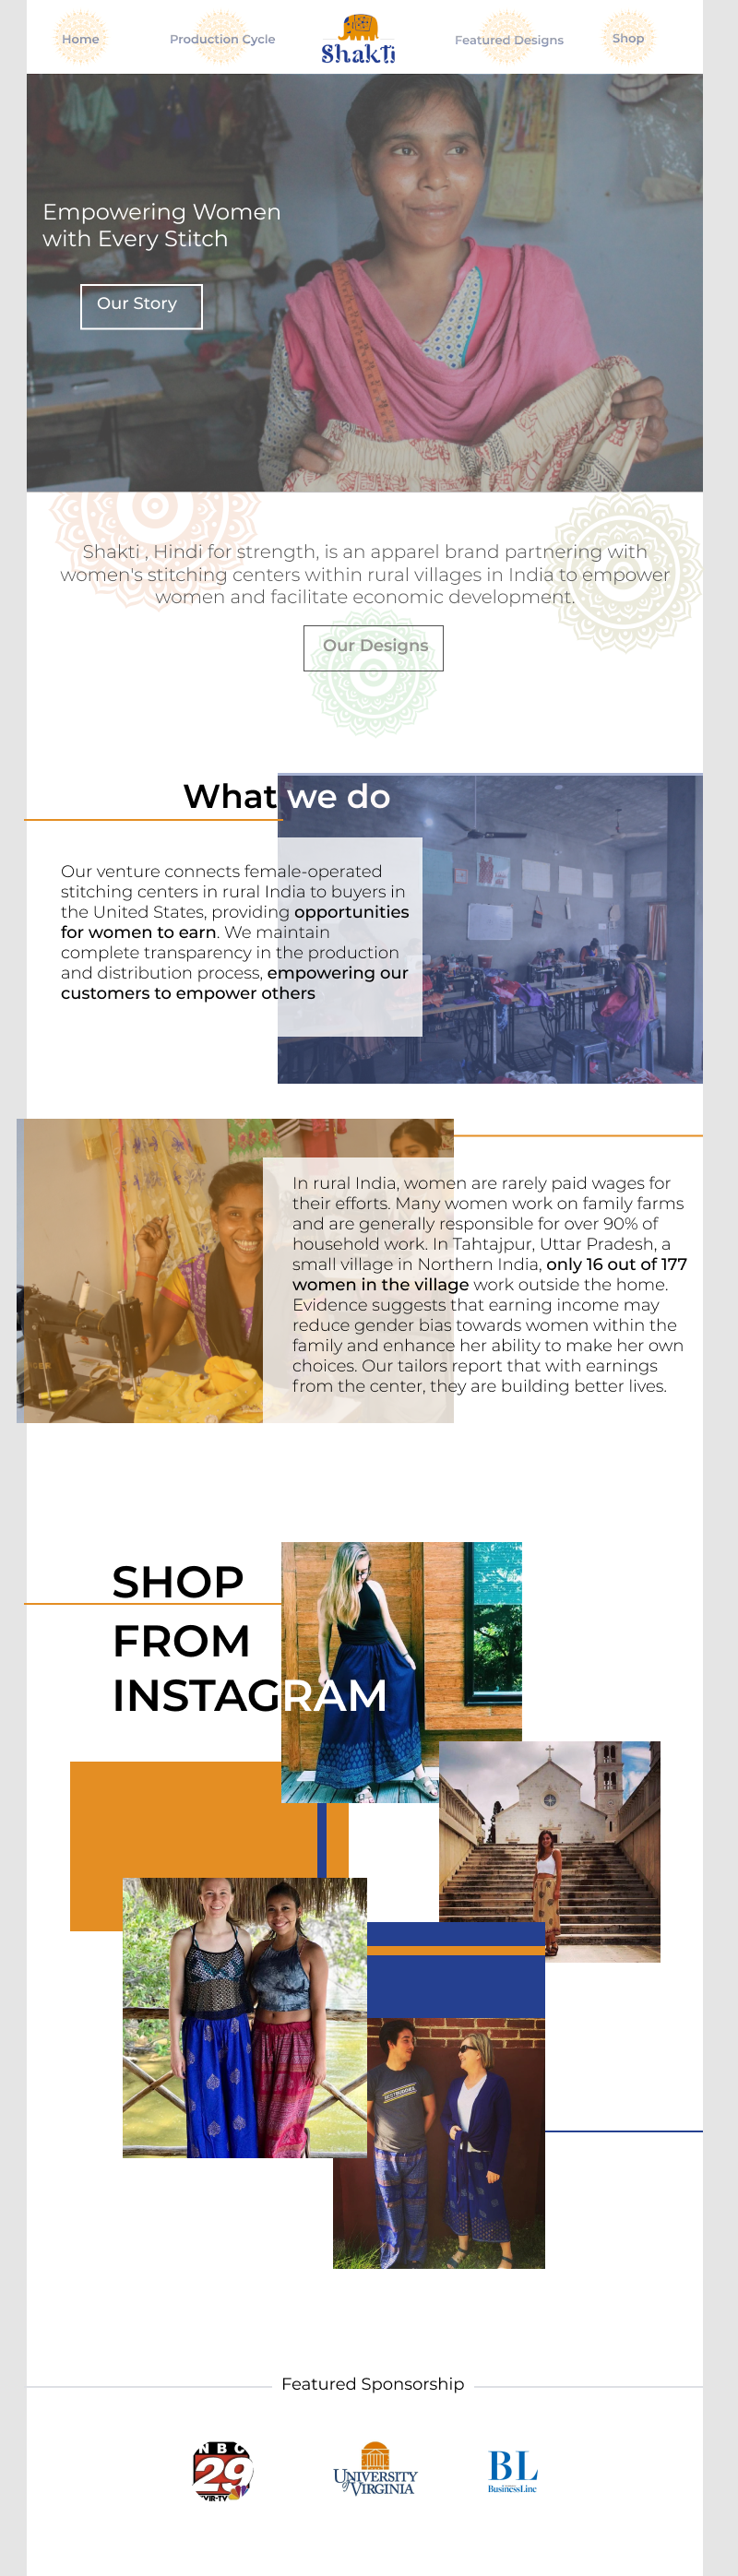 Home
Production Cycle
Shakti
Featured Designs
Shop
Empowering Women
with Every Stitch
Our Story
Shakti , Hindi for strength, is an apparel brand partnering with
women's stitching centers within rural villages in India to empower
women and facilitate economic development.
Our Designs
What we do
Our venture connects female-operated
stitching centers in rural India to buyers in
the United States, providing opportunities
for women to earn. We maintain
complete transparency in the production
and distribution process, empowering our
customers to empower others
In rural India, women are rarely paid wages for
their efforts. Many women work on family farms
and are generally responsible for over 90% of
household work. In Tahtajpur, Uttar Pradesh, a
small village in Northern India, only 16 out of 177
women in the village work outside the home.
Evidence suggests that earning income may
reduce gender bias towards women within the
family and enhance her ability to make her own
choices. Our tailors report that with earnings
from the center, they are building better lives.
SHOP
FROM
INSTAGRAM
Featured Sponsorship
NBC
29
VIR-TV
UNIVERSITY
of VIRGINIA
BL
BusinessLine